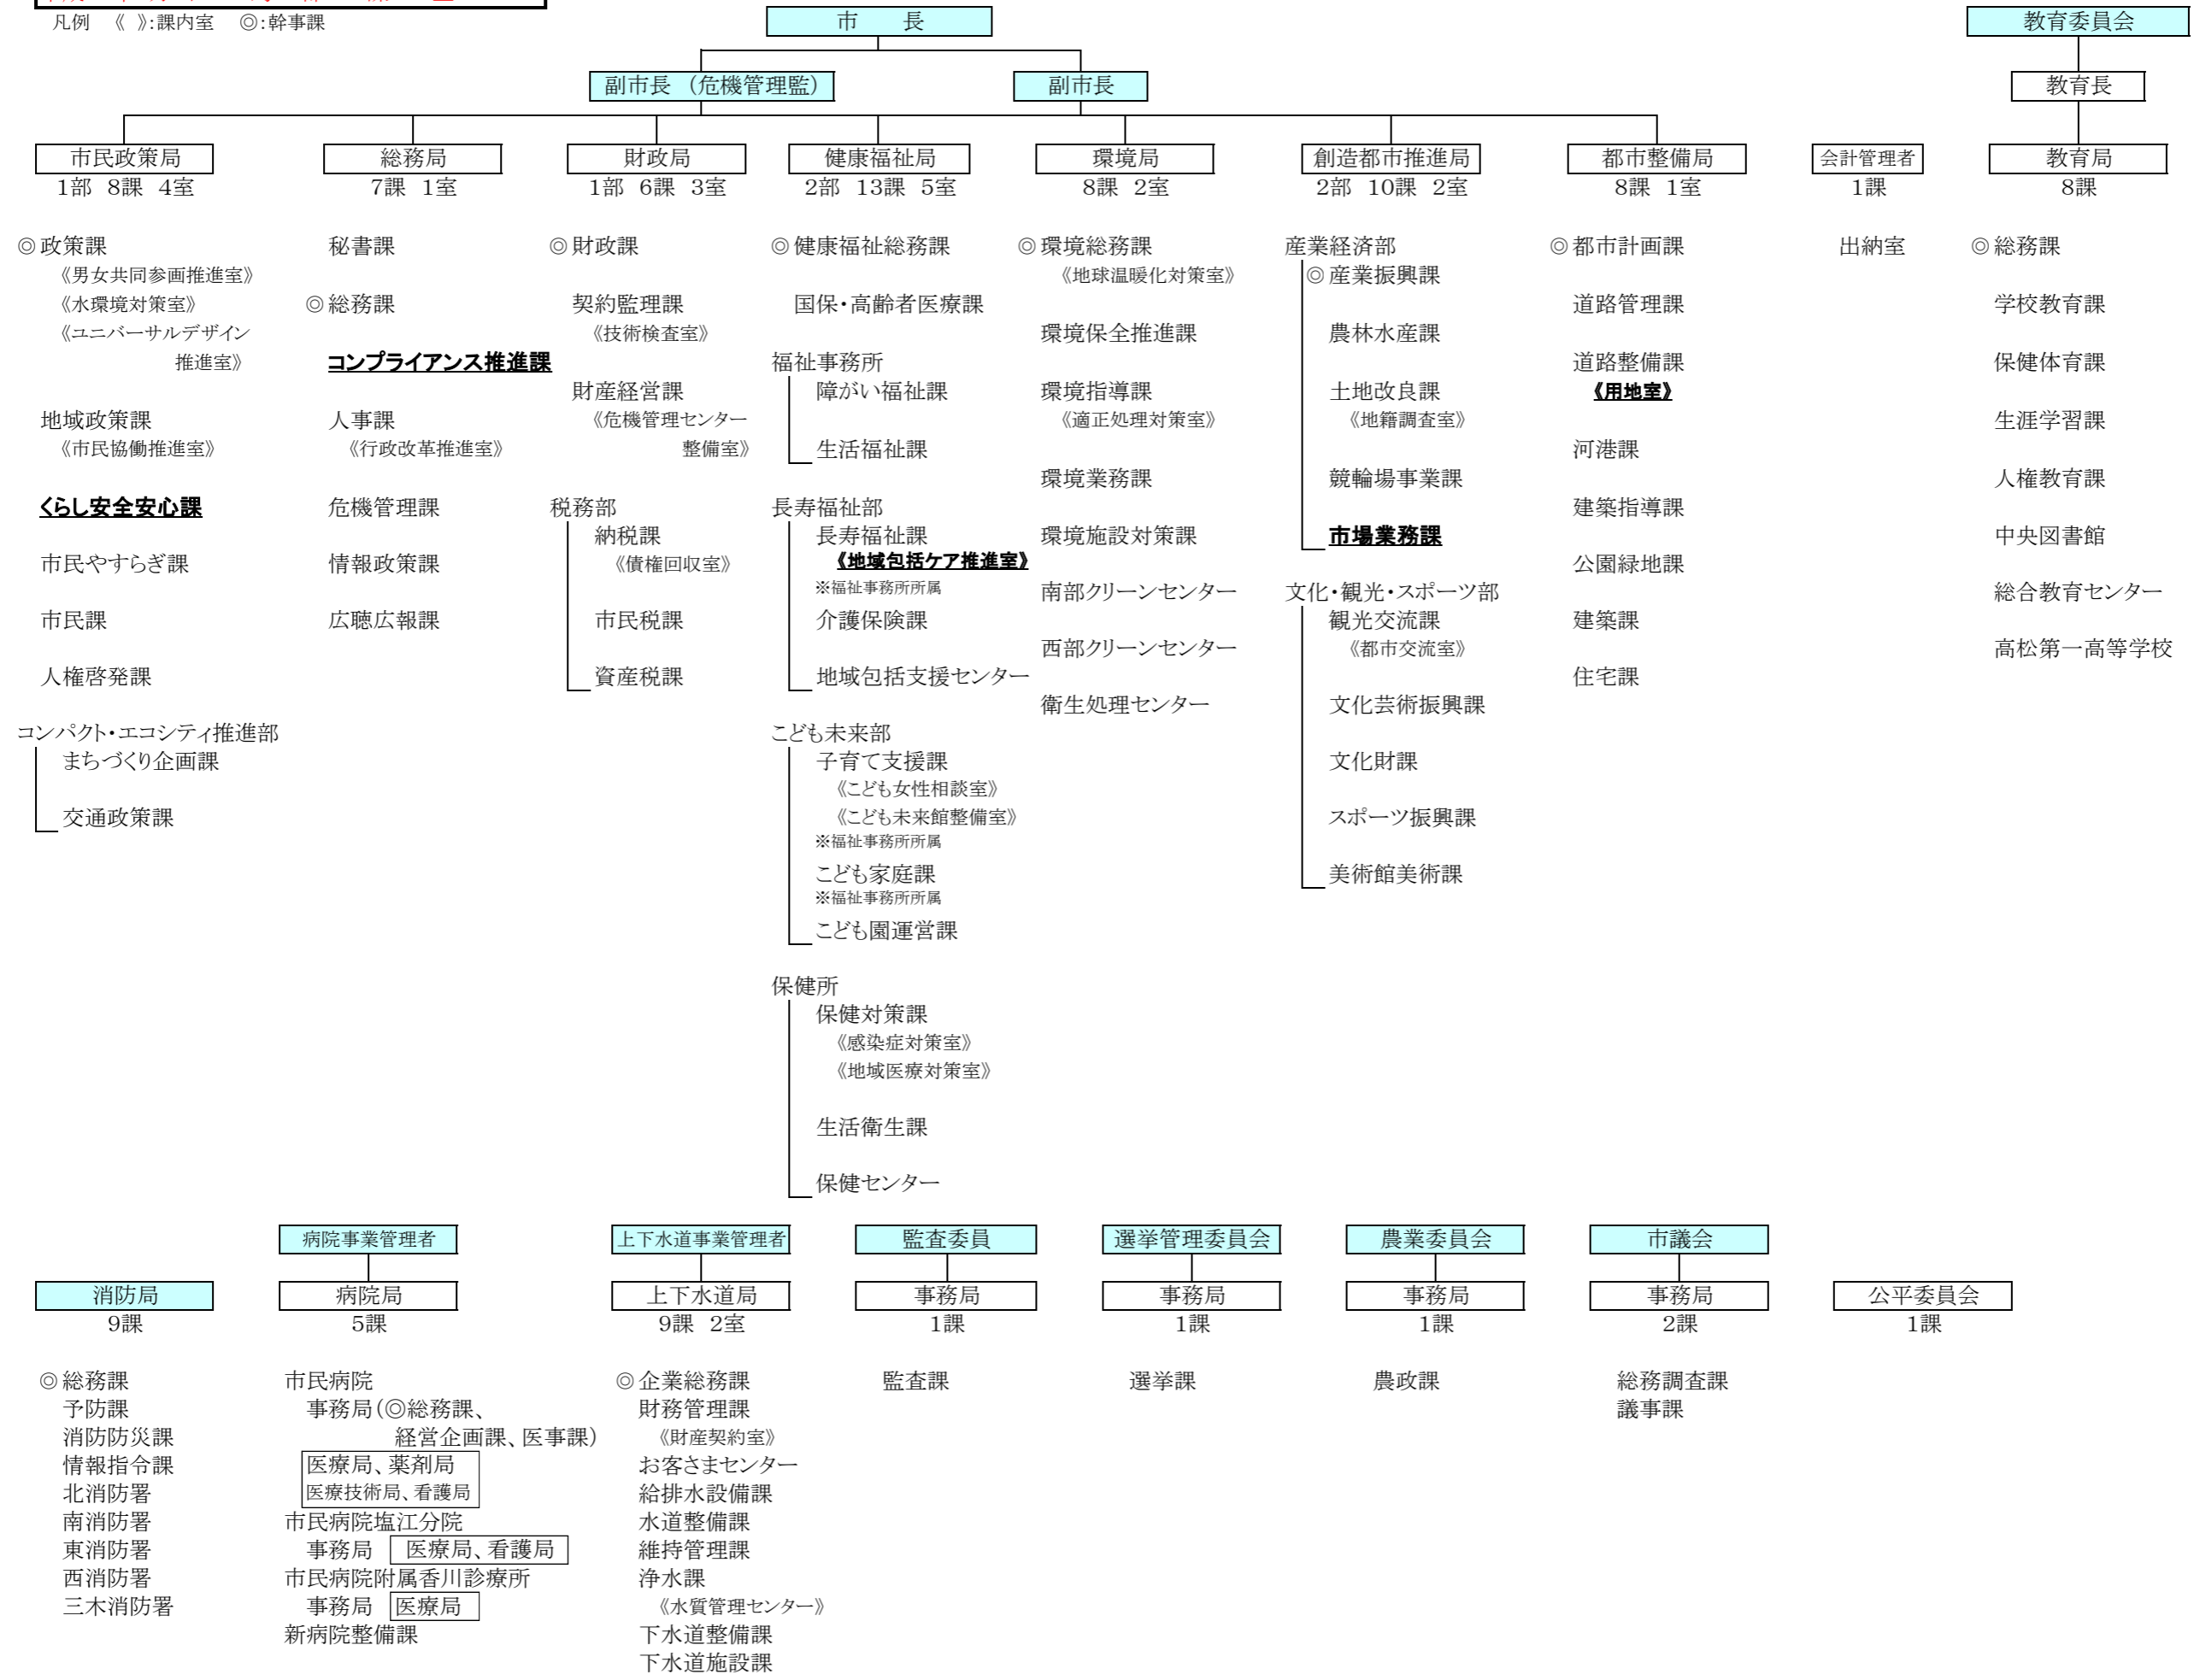 凡例 《 》:課内室 ◎:幹事課
市 長
教育委員会
副市長 (危機管理監)
副市長
教育長
市民政策局
総務局
財政局
健康福祉局
環境局
創造都市推進局
都市整備局
会計管理者
教育局
1部 8課 4室
7課 1室
1部 6課 3室
2部 13課 5室
8課 2室
2部 10課 2室
8課 1室
1課
8課
◎政策課
《男女共同参画推進室》
《水環境対策室》
《ユニバーサルデザイン
推進室》
地域政策課
《市民協働推進室》
くらし安全安心課
市民やすらぎ課
市民課
人権啓発課
コンパクト・エコシティ推進部
まちづくり企画課
交通政策課
秘書課
◎総務課
コンプライアンス推進課
人事課
《行政改革推進室》
危機管理課
情報政策課
広聴広報課
◎財政課
契約監理課
《技術検査室》
財産経営課
《危機管理センター
整備室》
税務部
納税課
《債権回収室》
市民税課
資産税課
◎健康福祉総務課
国保・高齢者医療課
福祉事務所
障がい福祉課
生活福祉課
長寿福祉部
長寿福祉課
《地域包括ケア推進室》
※福祉事務所所属
介護保険課
地域包括支援センター
こども未来部
子育て支援課
《こども女性相談室》
《こども未来館整備室》
※福祉事務所所属
こども家庭課
※福祉事務所所属
こども園運営課
保健所
保健対策課
《感染症対策室》
《地域医療対策室》
生活衛生課
保健センター
◎環境総務課
《地球温暖化対策室》
環境保全推進課
環境指導課
《適正処理対策室》
環境業務課
環境施設対策課
南部クリーンセンター
西部クリーンセンター
衛生処理センター
産業経済部
◎産業振興課
農林水産課
土地改良課
《地籍調査室》
競輪場事業課
市場業務課
文化・観光・スポーツ部
観光交流課
《都市交流室》
文化芸術振興課
文化財課
スポーツ振興課
美術館美術課
◎都市計画課
道路管理課
道路整備課
《用地室》
河港課
建築指導課
公園緑地課
建築課
住宅課
出納室
◎総務課
学校教育課
保健体育課
生涯学習課
人権教育課
中央図書館
総合教育センター
高松第一高等学校
病院事業管理者
上下水道事業管理者
監査委員
選挙管理委員会
農業委員会
市議会
消防局
病院局
上下水道局
事務局
事務局
事務局
事務局
公平委員会
9課
5課
9課 2室
1課
1課
1課
2課
1課
◎総務課
予防課
消防防災課
情報指令課
北消防署
南消防署
東消防署
西消防署
三木消防署
市民病院
事務局(◎総務課、
経営企画課、医事課)
医療局、薬剤局
医療技術局、看護局
市民病院塩江分院
事務局 医療局、看護局
市民病院附属香川診療所
事務局 医療局
新病院整備課
◎企業総務課
財務管理課
《財産契約室》
お客さまセンター
給排水設備課
水道整備課
維持管理課
浄水課
《水質管理センター》
下水道整備課
下水道施設課
監査課
選挙課
農政課
総務調査課
議事課